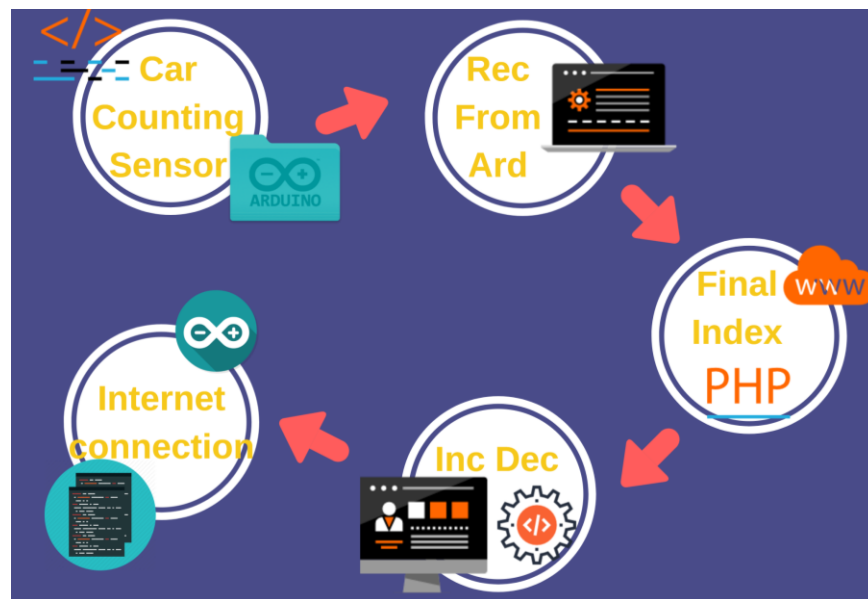 </>
Car
Counting
Sensor
ARDUINO
Rec
From
Ard
Final
www
Index
PHP
Inc Dec
</>
Internet
connection